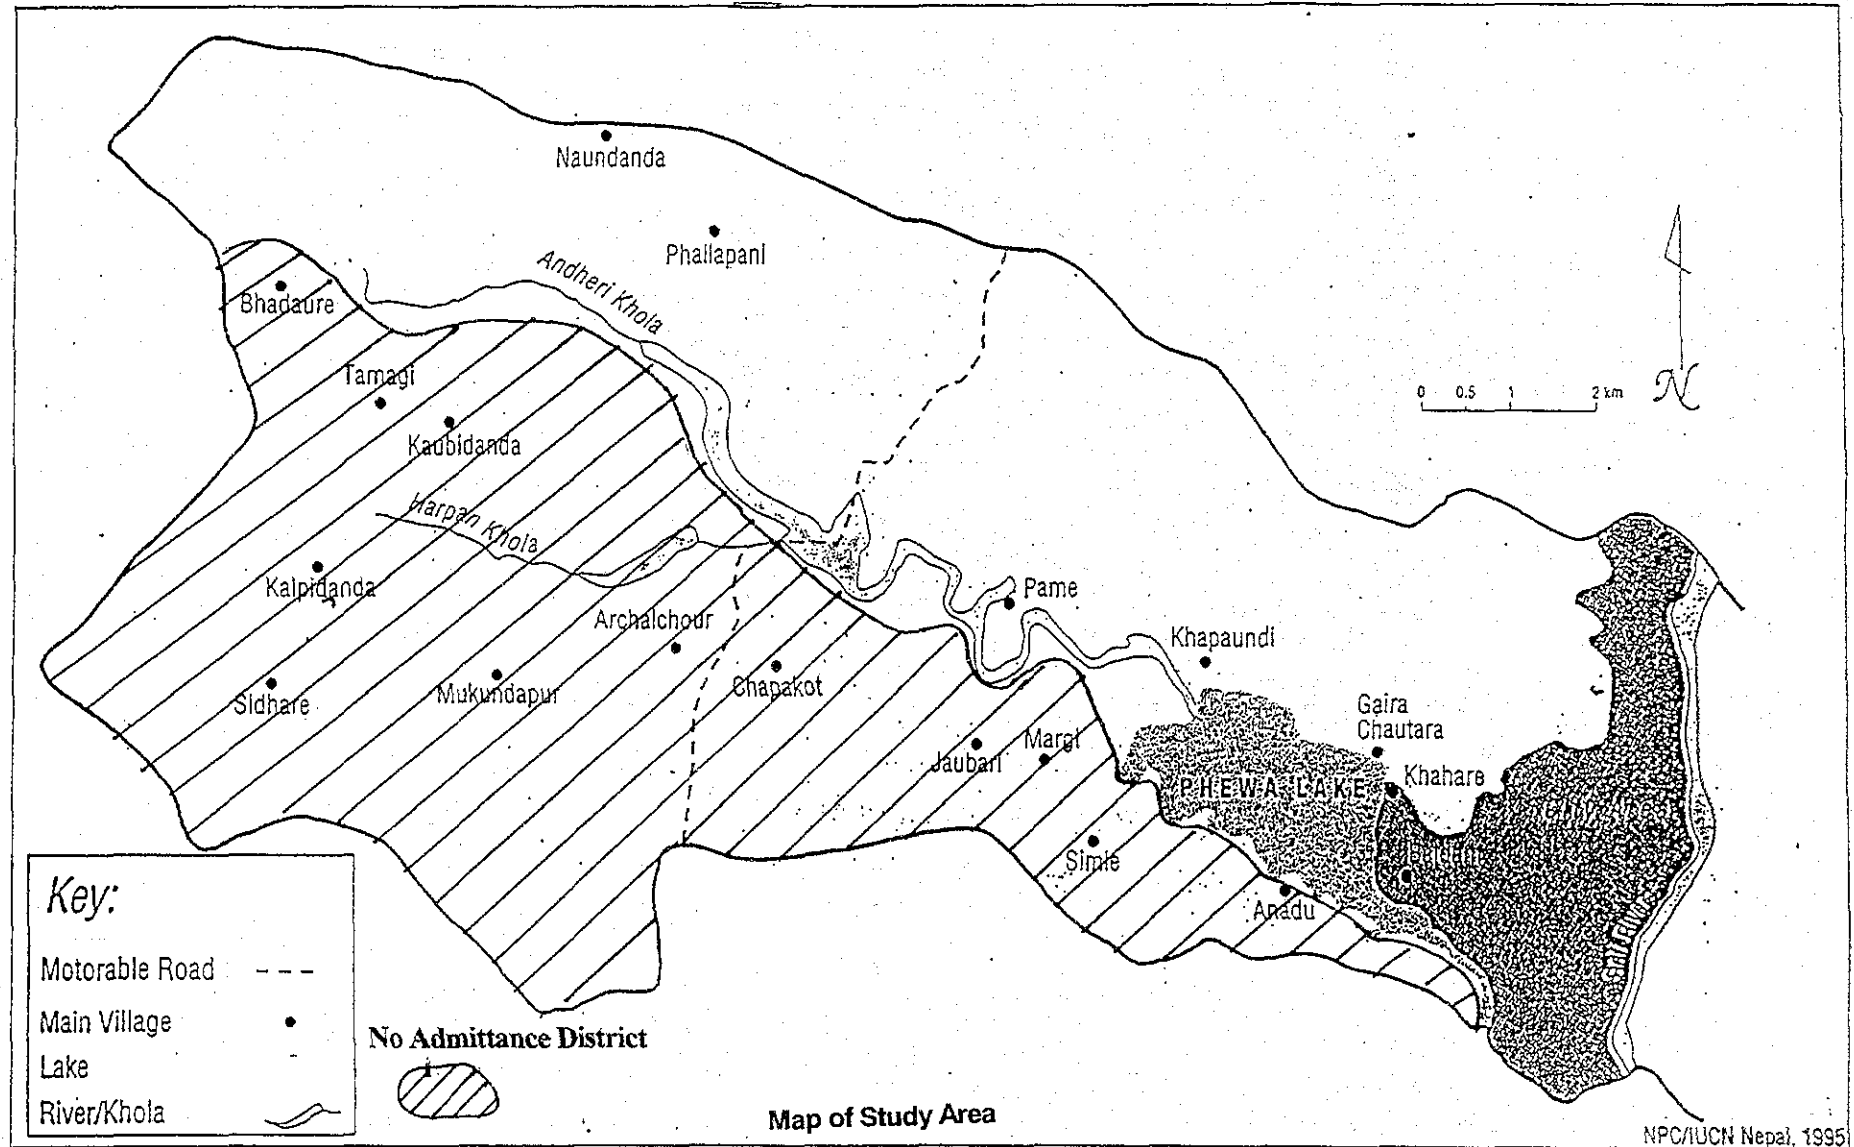 Naundanda
Phallapani
Andheri Khola
Bhadaure
Tamagi
Kaubidanda
0 0.5 1 2 km
N
Harpan Khola
Kalpidanda
Archalchour
Pame
Khapaundi
Sidhare
Mukundapur
Chapakot
Gaira
Chautara
Jaubari
Margi
Khahare
PHEWA LAKE
Simle
Anadu
Key:
Motorable Road
Main Village
Lake
River/Khola
No Admittance District
Map of Study Area
NPC/IUCN Nepal, 1995